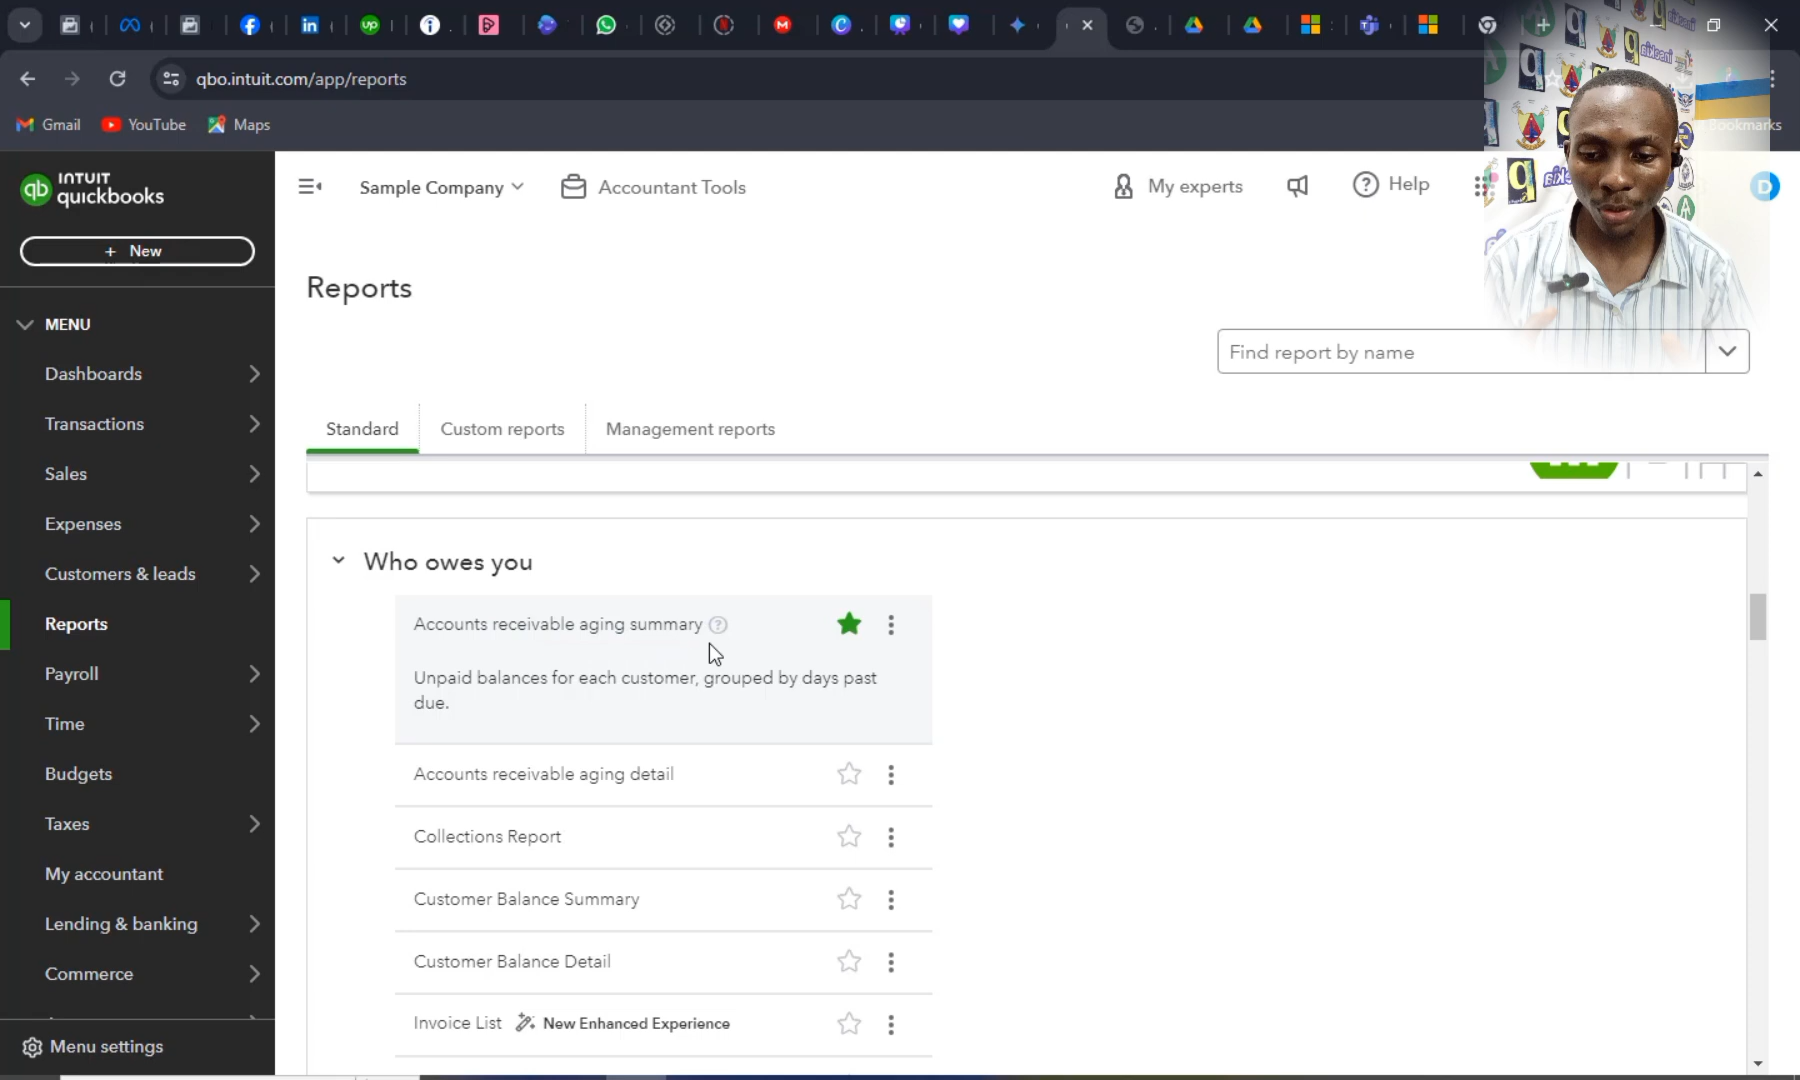 qbo.intuit.com/app/reports
Gmail
YouTube
Maps
Bookmarks
INTUIT
quickbooks
Sample Company
Accountant Tools
My experts
Help
D
+ New
Reports
MENU
Find report by name
Dashboards
Transactions
Sales
Expenses
Customers & leads
Reports
Payroll
Time
Budgets
Taxes
My accountant
Lending & banking
Commerce
Menu settings
Standard
Custom reports
Management reports
Who owes you
Accounts receivable aging summary
Unpaid balances for each customer, grouped by days past
due.
Accounts receivable aging detail
Collections Report
Customer Balance Summary
Customer Balance Detail
Invoice List New Enhanced Experience